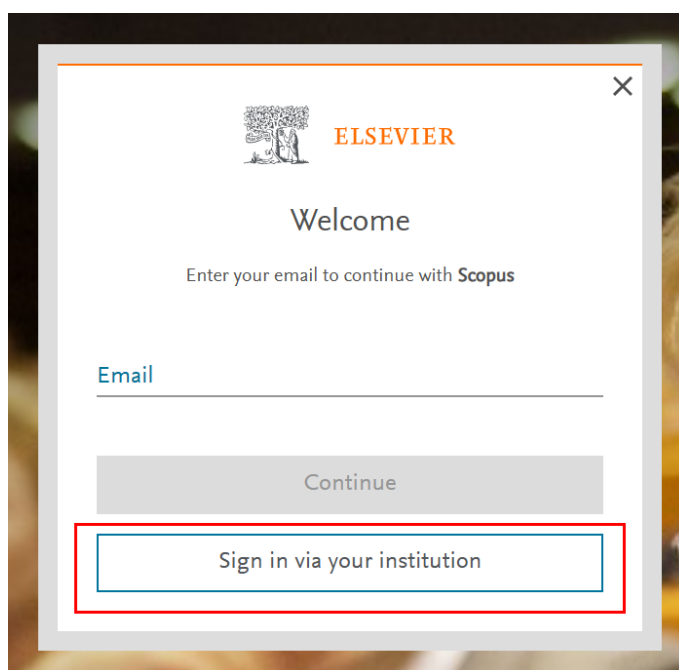 ELSEVIER
Welcome
Enter your email to continue with Scopus
Email
Continue
Sign in via your institution